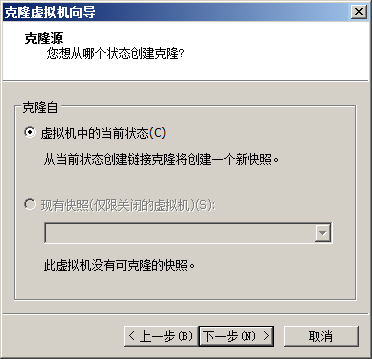 克隆虚拟机向导
克隆源
您想从哪个状态创建克隆?
克隆自
虚拟机中的当前状态(C)
从当前状态创建链接克隆将创建一个新快照。
现有快照(仅限关闭的虚拟机)(S):
此虚拟机没有可克隆的快照。
< 上一步(B) 下一步(N) > 取消